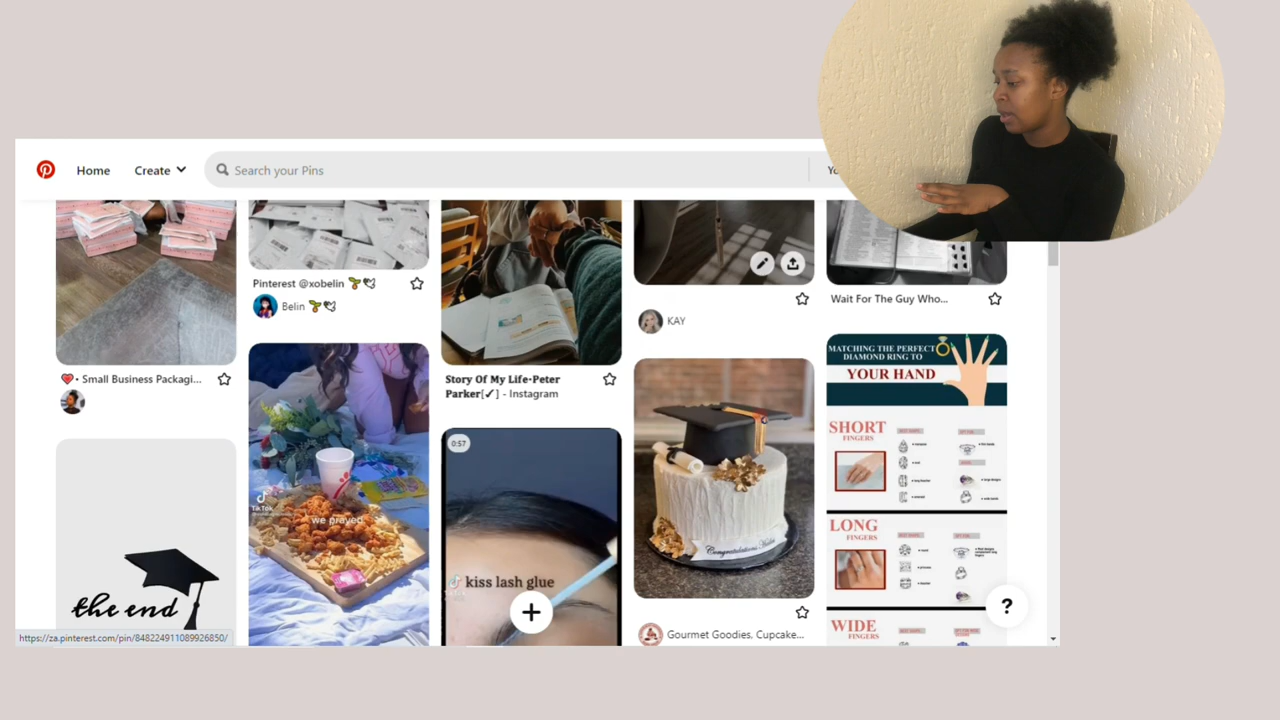 Home
Create
Search your Pins
Pinterest @xobelin
Belin
Wait For The Guy Who...
KAY
• Small Business Packagi...
Story Of My Life-Peter
Parker[✓] - Instagram
MATCHING THE PERFECT
DIAMOND RING TO
YOUR HAND
SHORT
FINGERS
LONG
FINGERS
WIDE
FINGERS
0:57
TikTok
we prayed
kiss lash glue
the end
Congratulations
Gourmet Goodies, Cupcake...
?
https://za.pinterest.com/pin/848224911089926850/